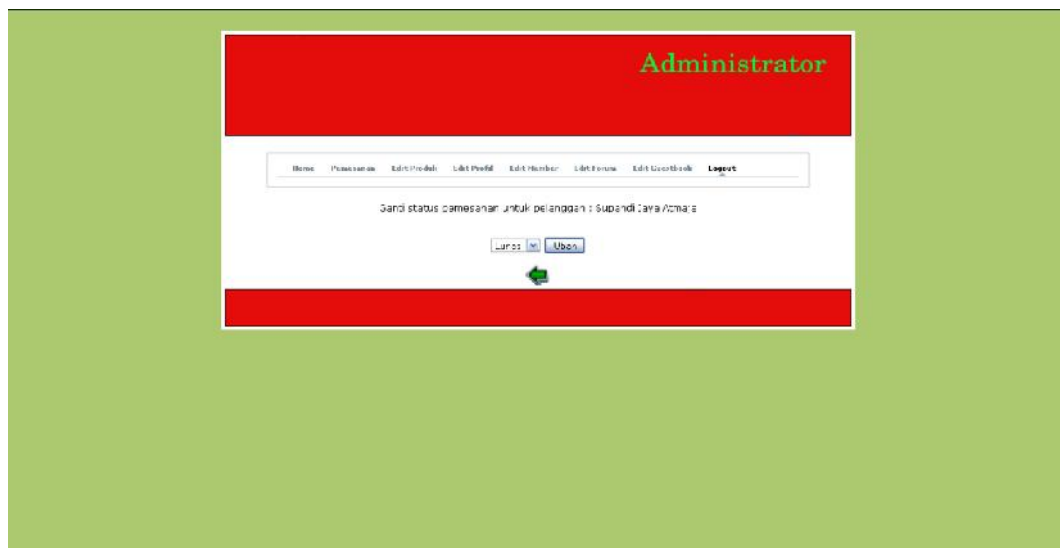 Administrator
Home Pemesanan Edit Produk Edit Profil Edit Member Edit Forum Edit Guestbook Logout
Ganti status pemesanan untuk pelanggan : Supandi Jaya Atmaja
Lunas Ubah